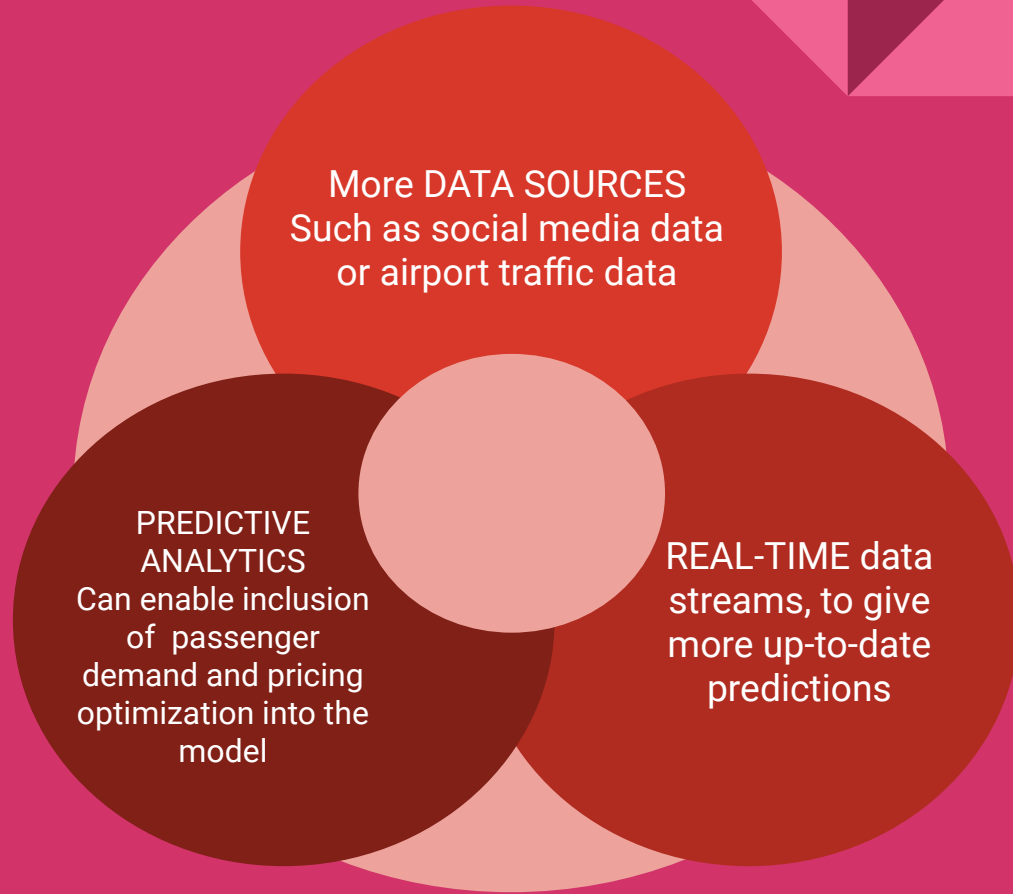 More DATA SOURCES
Such as social media data
or airport traffic data
PREDICTIVE
ANALYTICS
Can enable inclusion
of  passenger
demand and pricing
optimization into the
model
REAL-TIME data
streams, to give
more up-to-date
predictions